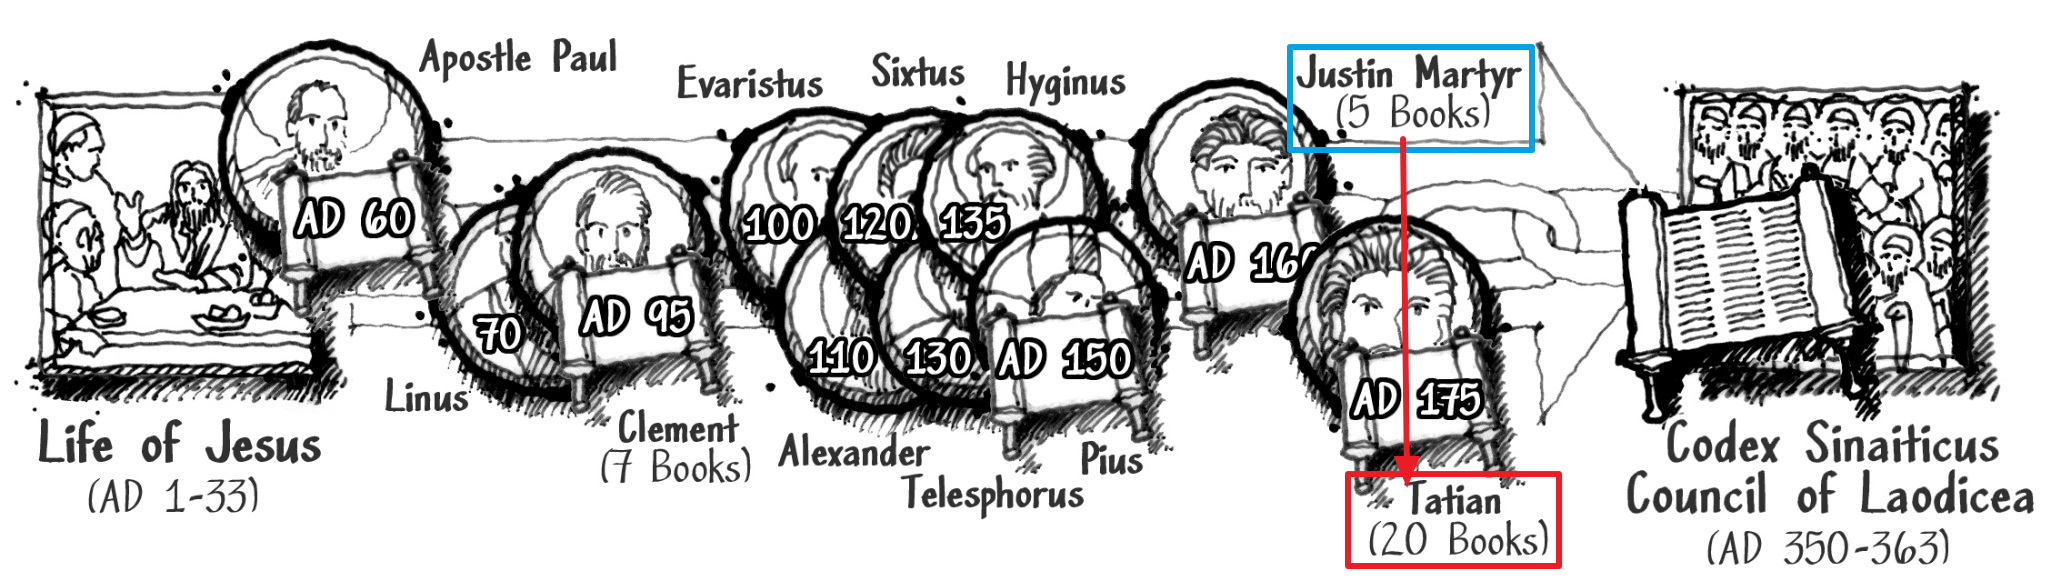 Apostle Paul
Evaristus
Sixtus
Hyginus
Justin Martyr
(5 Books)
AD 60
70
AD 95
100
120
135
110
130
AD 150
AD 160
AD 175
Linus
Clement
(7 Books)
Alexander
Telesphorus
Pius
Tatian
(20 Books)
Life of Jesus
(AD 1-33)
Codex Sinaiticus
Council of Laodicea
(AD 350-363)